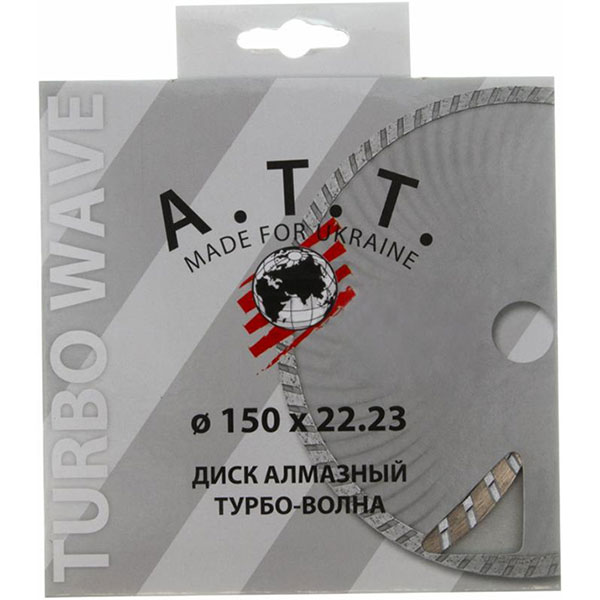 TURBO WAVE
A.T.T.
MADE FOR UKRAINE
ø 150 x 22.23
ДИСК АЛМАЗНЫЙ
ТУРБО-ВОЛНА